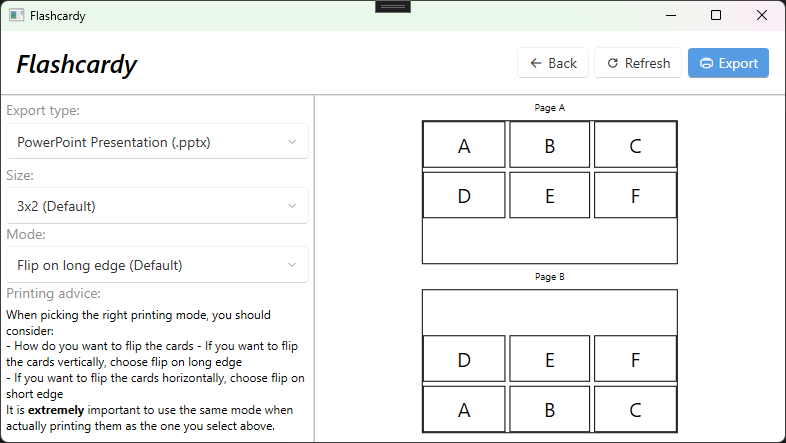 Flashcardy
Flashcardy
Back
Refresh
Export
Export type:
PowerPoint Presentation (.pptx)
Size:
3x2 (Default)
Mode:
Flip on long edge (Default)
Printing advice:
When picking the right printing mode, you should
consider:
- How do you want to flip the cards - If you want to flip
the cards vertically, choose flip on long edge
- If you want to flip the cards horizontally, choose flip on
short edge
It is extremely important to use the same mode when
actually printing them as the one you select above.
Page A
A B C
D E F
Page B
D E F
A B C